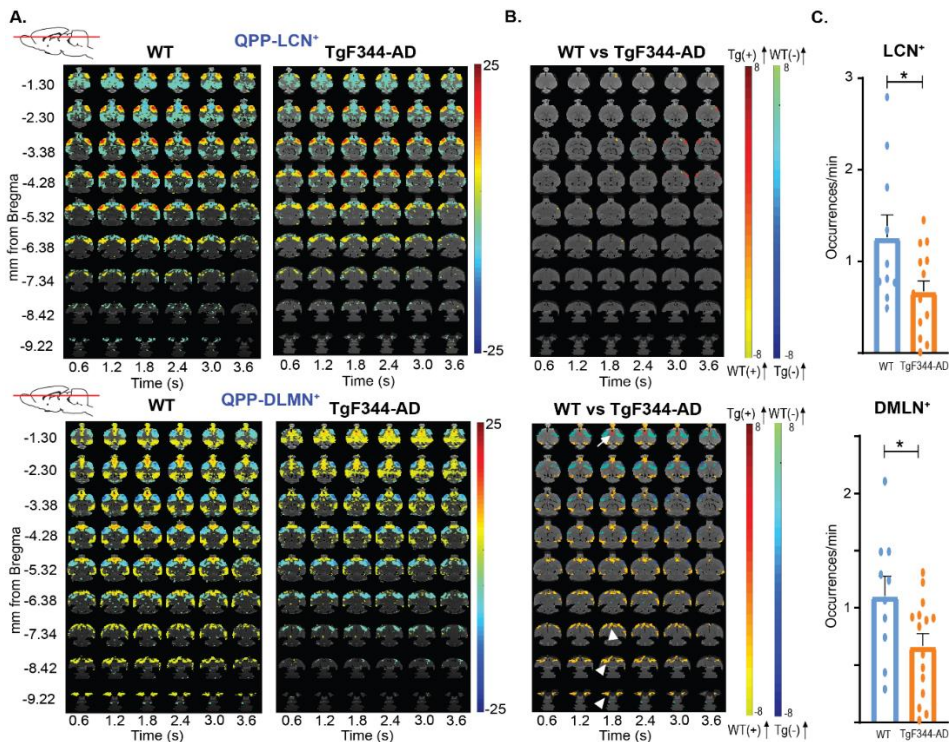 A.
B.
C.
QPP-LCN⁺
WT
TgF344-AD
WT vs TgF344-AD
LCN⁺
25
-25
Tg(+) ↑
WT(-) ↑
8
8
-8
-8
WT(+) ↑
Tg(-) ↑
mm from Bregma
-1.30
-2.30
-3.38
-4.28
-5.32
-6.38
-7.34
-8.42
-9.22
0.6 1.2 1.8 2.4 3.0 3.6
0.6 1.2 1.8 2.4 3.0 3.6
0.6 1.2 1.8 2.4 3.0 3.6
Time (s)
Time (s)
Time (s)
Occurrences/min
3
2
1
0
*
WT
TgF344-AD
QPP-DLMN⁺
WT
TgF344-AD
WT vs TgF344-AD
DMLN⁺
25
-25
Tg(+) ↑
WT(-) ↑
8
8
-8
-8
WT(+) ↑
Tg(-) ↑
mm from Bregma
-1.30
-2.30
-3.38
-4.28
-5.32
-6.38
-7.34
-8.42
-9.22
0.6 1.2 1.8 2.4 3.0 3.6
0.6 1.2 1.8 2.4 3.0 3.6
0.6 1.2 1.8 2.4 3.0 3.6
Time (s)
Time (s)
Time (s)
Occurrences/min
2
1
0
*
WT
TgF344-AD